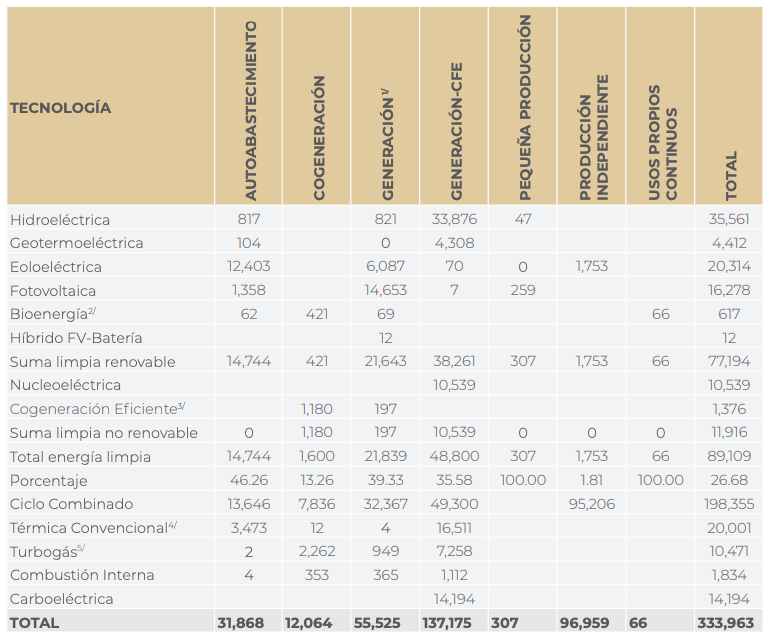 TECNOLOGÍA AUTOABASTECIMIENTO COGENERACIÓN GENERACIÓN1/ GENERACIÓN-CFE PEQUEÑA PRODUCCIÓN PRODUCCIÓN INDEPENDIENTE USOS PROPIOS CONTINUOS TOTAL
Hidroeléctrica 817 821 33,876 47 35,561
Geotermoeléctrica 104 0 4,308 4,412
Eoloeléctrica 12,403 6,087 70 0 1,753 20,314
Fotovoltaica 1,358 14,653 7 259 16,278
Bioenergía2/ 62 421 69 66 617
Híbrido FV-Batería 12 12
Suma limpia renovable 14,744 421 21,643 38,261 307 1,753 66 77,194
Nucleoeléctrica 10,539 10,539
Cogeneración Eficiente3/ 1,180 197 1,376
Suma limpia no renovable 0 1,180 197 10,539 0 0 0 11,916
Total energía limpia 14,744 1,600 21,839 48,800 307 1,753 66 89,109
Porcentaje 46.26 13.26 39.33 35.58 100.00 1.81 100.00 26.68
Ciclo Combinado 13,646 7,836 32,367 49,300 95,206 198,355
Térmica Convencional4/ 3,473 12 4 16,511 20,001
Turbogás5/ 2 2,262 949 7,258 10,471
Combustión Interna 4 353 365 1,112 1,834
Carboeléctrica 14,194 14,194
TOTAL 31,868 12,064 55,525 137,175 307 96,959 66 333,963